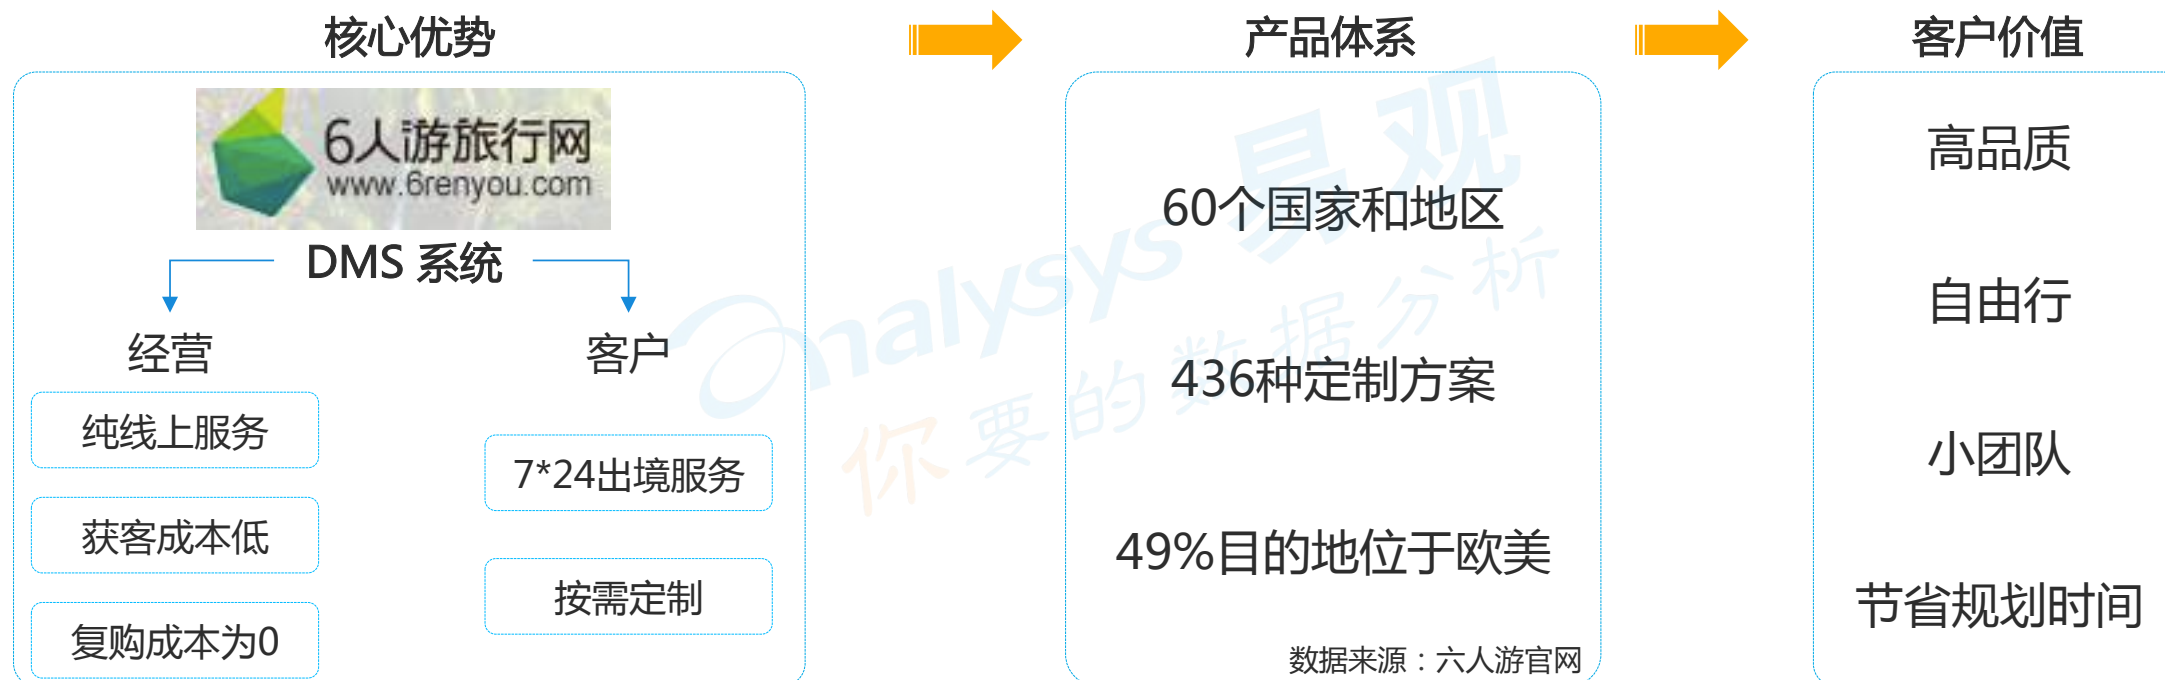 核心优势
6人游旅行网
www.6renyou.com
DMS 系统
经营
纯线上服务
获客成本低
复购成本为0
客户
7*24出境服务
按需定制
产品体系
60个国家和地区
436种定制方案
49%目的地位于欧美
数据来源：六人游官网
客户价值
高品质
自由行
小团队
节省规划时间
analysys 易观
你要的数据分析